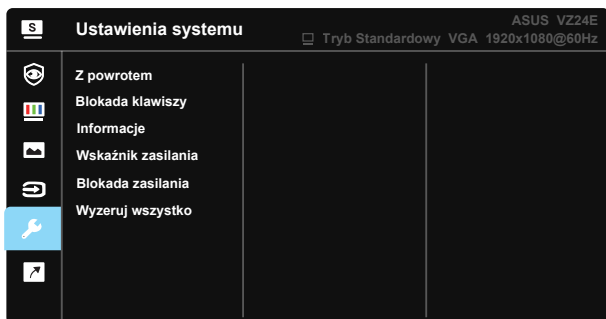 S
Ustawienia systemu
ASUS VZ24E
Tryb Standardowy VGA 1920x1080@60Hz
Z powrotem
Blokada klawiszy
Informacje
Wskaźnik zasilania
Blokada zasilania
Wyzeruj wszystko